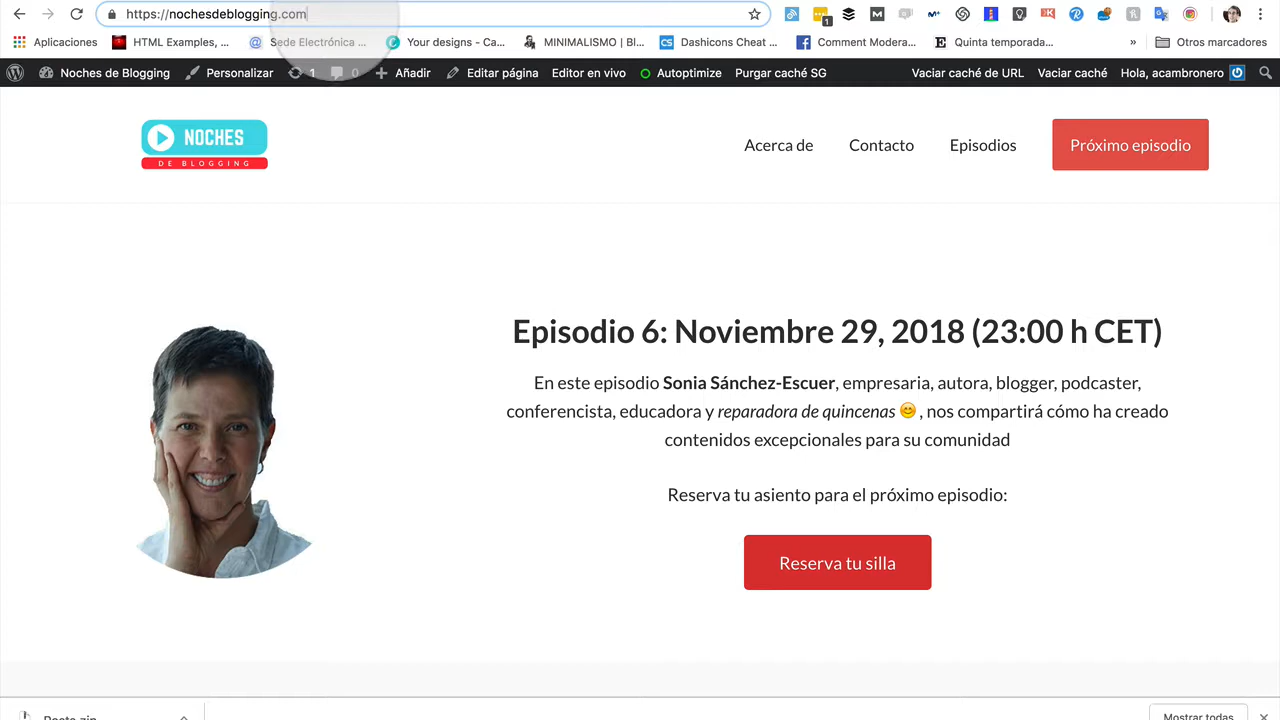 https://nochesdeblogging.com
1
Aplicaciones HTML Examples, ... Sede Electrónica ... Your designs - Ca... MINIMALISMO | Bl... Dashicons Cheat ... Comment Modera... Quinta temporada... » Otros marcadores
Noches de Blogging Personalizar 1 0 Añadir Editar página Editor en vivo Autoptimize Purgar caché SG Vaciar caché de URL Vaciar caché Hola, acambronero
NOCHES
DE BLOGGING
Acerca de Contacto Episodios Próximo episodio
Episodio 6: Noviembre 29, 2018 (23:00 h CET)
En este episodio Sonia Sánchez-Escuer, empresaria, autora, blogger, podcaster,
conferencista, educadora y reparadora de quincenas 😊 , nos compartirá cómo ha creado
contenidos excepcionales para su comunidad
Reserva tu asiento para el próximo episodio:
Reserva tu silla
Posts.zip Mostrar todas